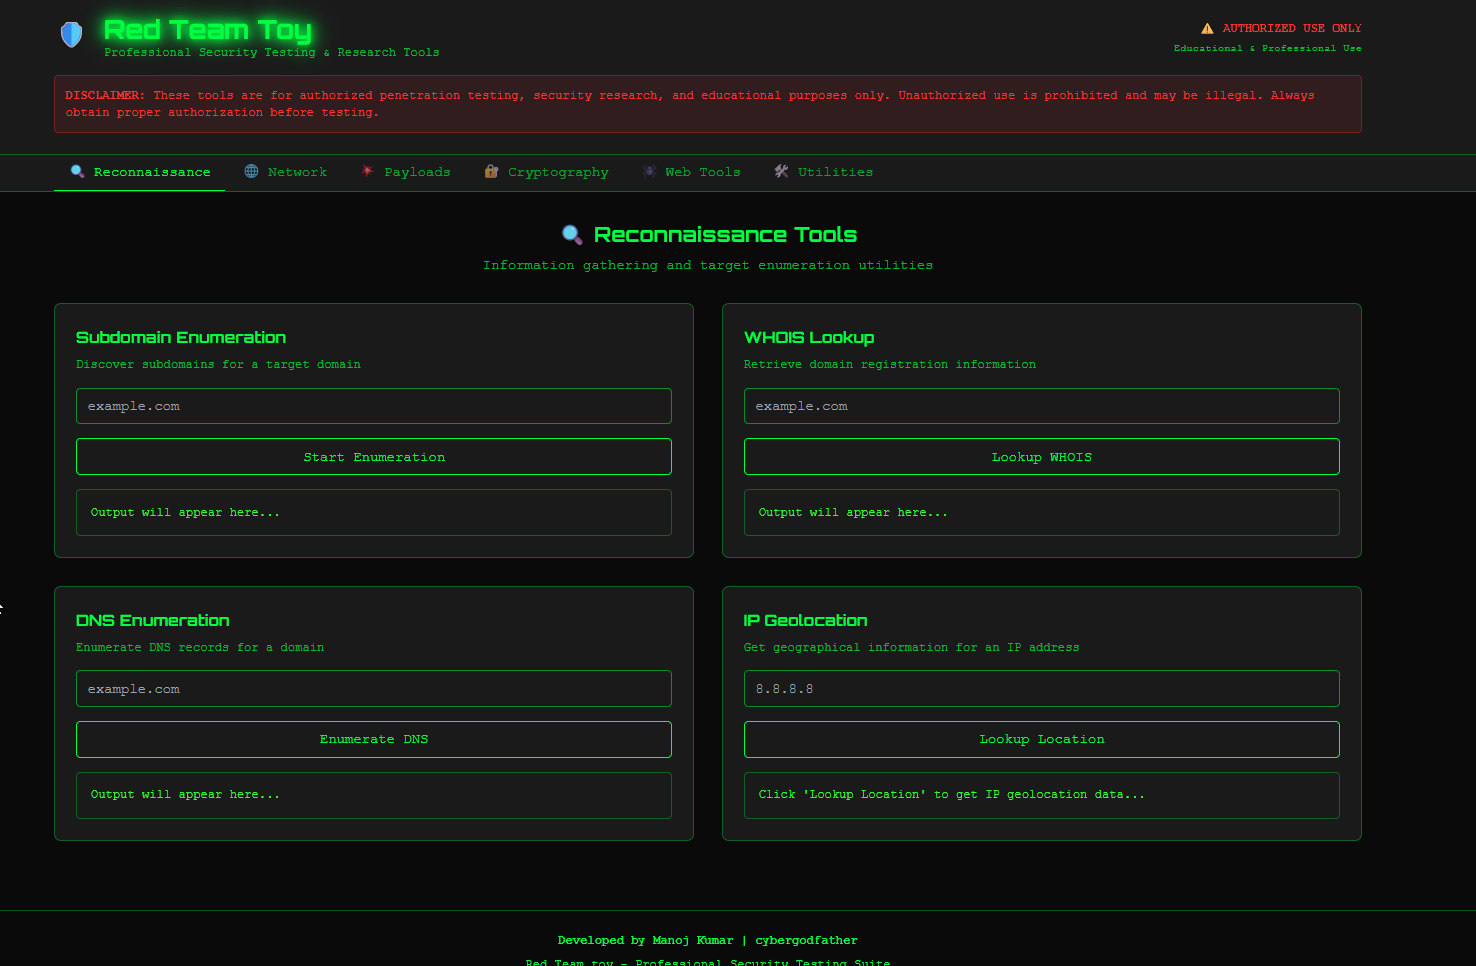 Red Team Toy
Professional Security Testing & Research Tools
AUTHORIZED USE ONLY
Educational & Professional Use
DISCLAIMER: These tools are for authorized penetration testing, security research, and educational purposes only. Unauthorized use is prohibited and may be illegal. Always
obtain proper authorization before testing.
Reconnaissance Network Payloads Cryptography Web Tools Utilities
Reconnaissance Tools
Information gathering and target enumeration utilities
Subdomain Enumeration
Discover subdomains for a target domain
example.com
Start Enumeration
Output will appear here...
WHOIS Lookup
Retrieve domain registration information
example.com
Lookup WHOIS
Output will appear here...
DNS Enumeration
Enumerate DNS records for a domain
example.com
Enumerate DNS
Output will appear here...
IP Geolocation
Get geographical information for an IP address
8.8.8.8
Lookup Location
Click 'Lookup Location' to get IP geolocation data...
Developed by Manoj Kumar | cybergodfather
Red Team toy - Professional Security Testing Suite